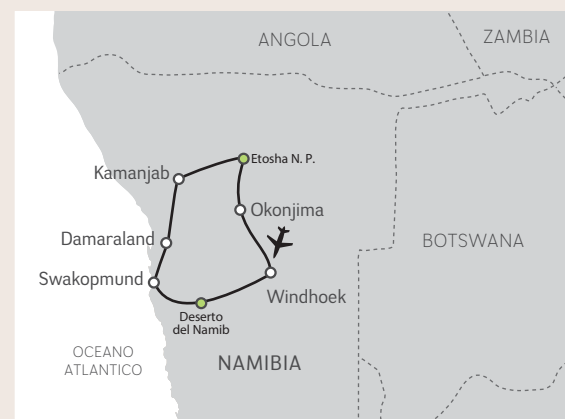 ANGOLA
ZAMBIA
Etosha N. P.
Kamanjab
Okonjima
Damaraland
BOTSWANA
Swakopmund
Windhoek
Deserto
del Namib
OCEANO
ATLANTICO
NAMIBIA